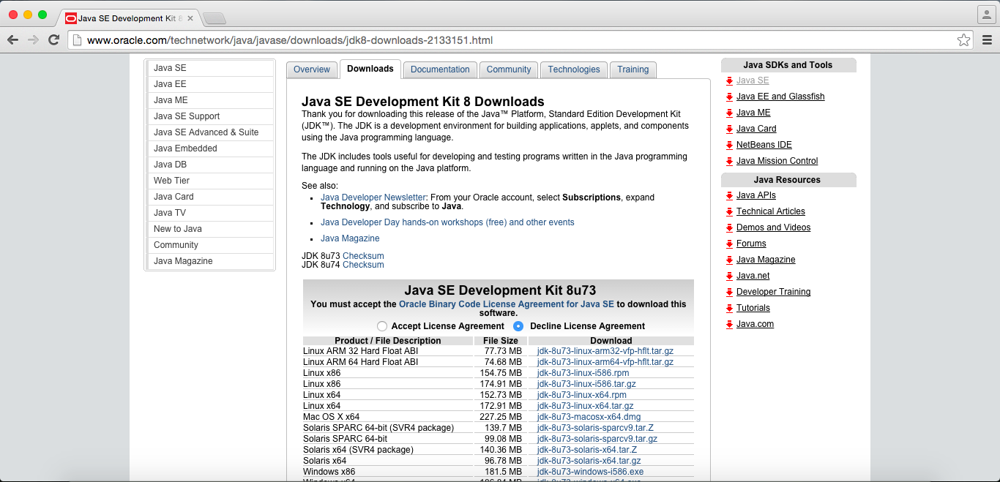 Java SE Development Kit 8
www.oracle.com/technetwork/java/javase/downloads/jdk8-downloads-2133151.html
Java SE
Java EE
Java ME
Java SE Support
Java SE Advanced & Suite
Java Embedded
Java DB
Web Tier
Java Card
Java TV
New to Java
Community
Java Magazine
Overview
Downloads
Documentation
Community
Technologies
Training
Java SE Development Kit 8 Downloads
Thank you for downloading this release of the Java™ Platform, Standard Edition Development Kit
(JDK™). The JDK is a development environment for building applications, applets, and components
using the Java programming language.
The JDK includes tools useful for developing and testing programs written in the Java programming
language and running on the Java platform.
See also:
Java Developer Newsletter: From your Oracle account, select Subscriptions, expand
Technology, and subscribe to Java.
Java Developer Day hands-on workshops (free) and other events
Java Magazine
JDK 8u73 Checksum
JDK 8u74 Checksum
Java SE Development Kit 8u73
You must accept the Oracle Binary Code License Agreement for Java SE to download this
software.
Accept License Agreement Decline License Agreement
Product / File Description File Size Download
Linux ARM 32 Hard Float ABI 77.73 MB jdk-8u73-linux-arm32-vfp-hflt.tar.gz
Linux ARM 64 Hard Float ABI 74.68 MB jdk-8u73-linux-arm64-vfp-hflt.tar.gz
Linux x86 154.75 MB jdk-8u73-linux-i586.rpm
Linux x86 174.91 MB jdk-8u73-linux-i586.tar.gz
Linux x64 152.73 MB jdk-8u73-linux-x64.rpm
Linux x64 172.91 MB jdk-8u73-linux-x64.tar.gz
Mac OS X x64 227.25 MB jdk-8u73-macosx-x64.dmg
Solaris SPARC 64-bit (SVR4 package) 139.7 MB jdk-8u73-solaris-sparcv9.tar.Z
Solaris SPARC 64-bit 99.08 MB jdk-8u73-solaris-sparcv9.tar.gz
Solaris x64 (SVR4 package) 140.36 MB jdk-8u73-solaris-x64.tar.Z
Solaris x64 96.78 MB jdk-8u73-solaris-x64.tar.gz
Windows x86 181.5 MB jdk-8u73-windows-i586.exe
Java SDKs and Tools
Java SE
Java EE and Glassfish
Java ME
Java Card
NetBeans IDE
Java Mission Control
Java Resources
Java APIs
Technical Articles
Demos and Videos
Forums
Java Magazine
Java.net
Developer Training
Tutorials
Java.com